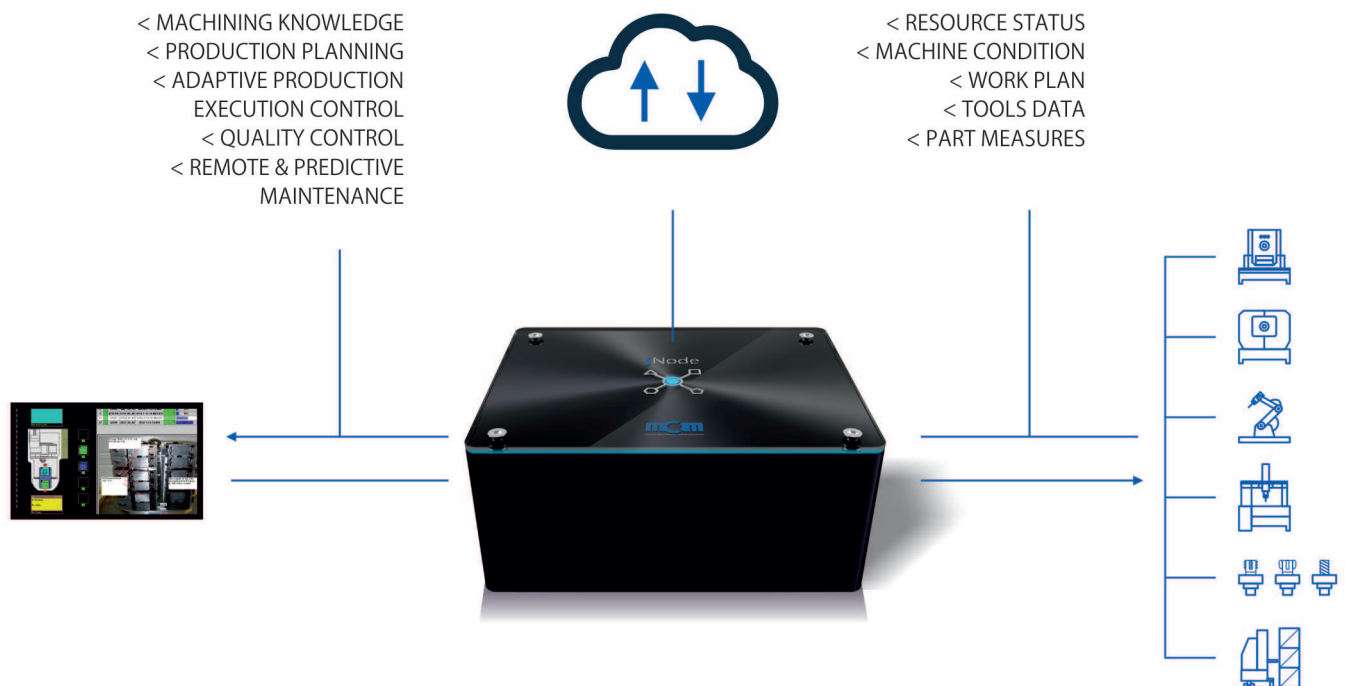 < MACHINING KNOWLEDGE
< PRODUCTION PLANNING
< ADAPTIVE PRODUCTION
EXECUTION CONTROL
< QUALITY CONTROL
< REMOTE & PREDICTIVE
MAINTENANCE
< RESOURCE STATUS
< MACHINE CONDITION
< WORK PLAN
< TOOLS DATA
< PART MEASURES
iNode
mcm